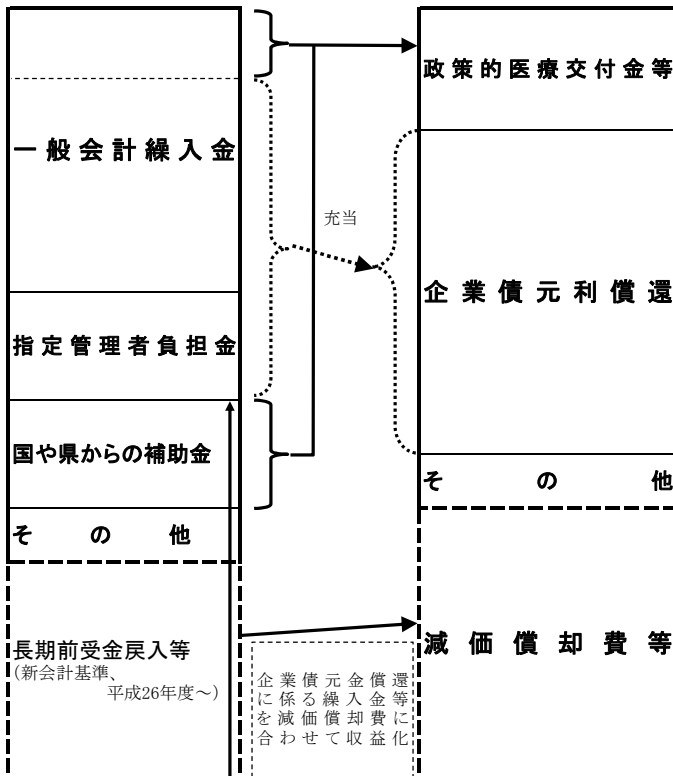 一般会計繰入金
指定管理者負担金
国や県からの補助金
その他
長期前受金戻入等
(新会計基準、
平成26年度～)
充当
企業債元金償還
に係る繰入金等
を減価償却費に
合わせて収益化
政策的医療交付金等
企業債元利償還
その他
減価償却費等